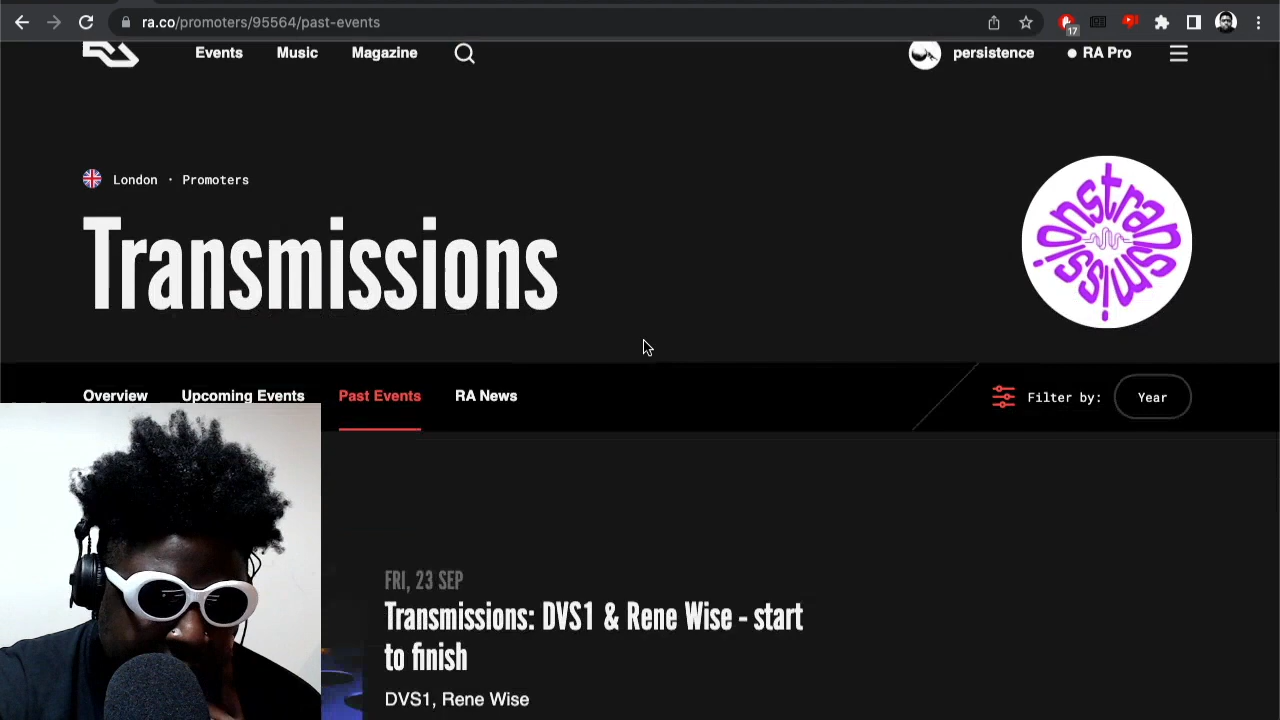 ra.co/promoters/95564/past-events
17
Events Music Magazine persistence RA Pro
London · Promoters
Transmissions
transmissions
Overview Upcoming Events Past Events RA News Filter by: Year
FRI, 23 SEP
Transmissions: DVS1 & Rene Wise - start
to finish
DVS1, Rene Wise